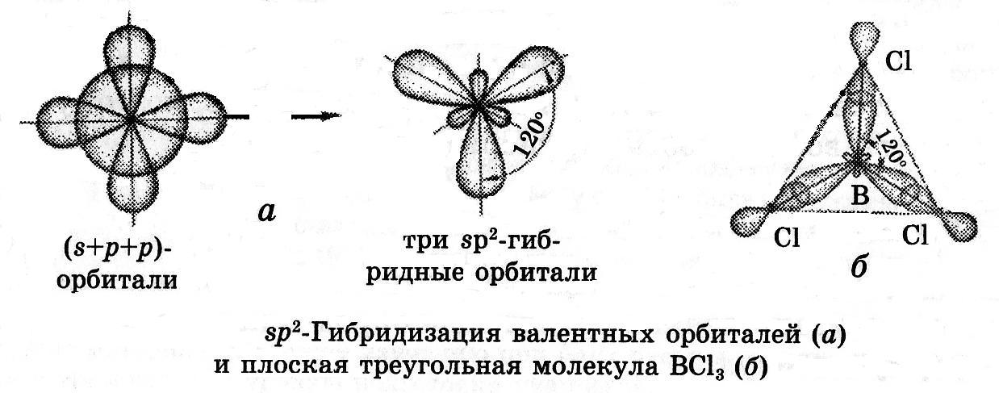 (s+p+p)-
орбитали
а
три sp²-гиб-
ридные орбитали
120°
Cl
120°
B
Cl
Cl
б
sp²-Гибридизация валентных орбиталей (а)
и плоская треугольная молекула BCl₃ (б)